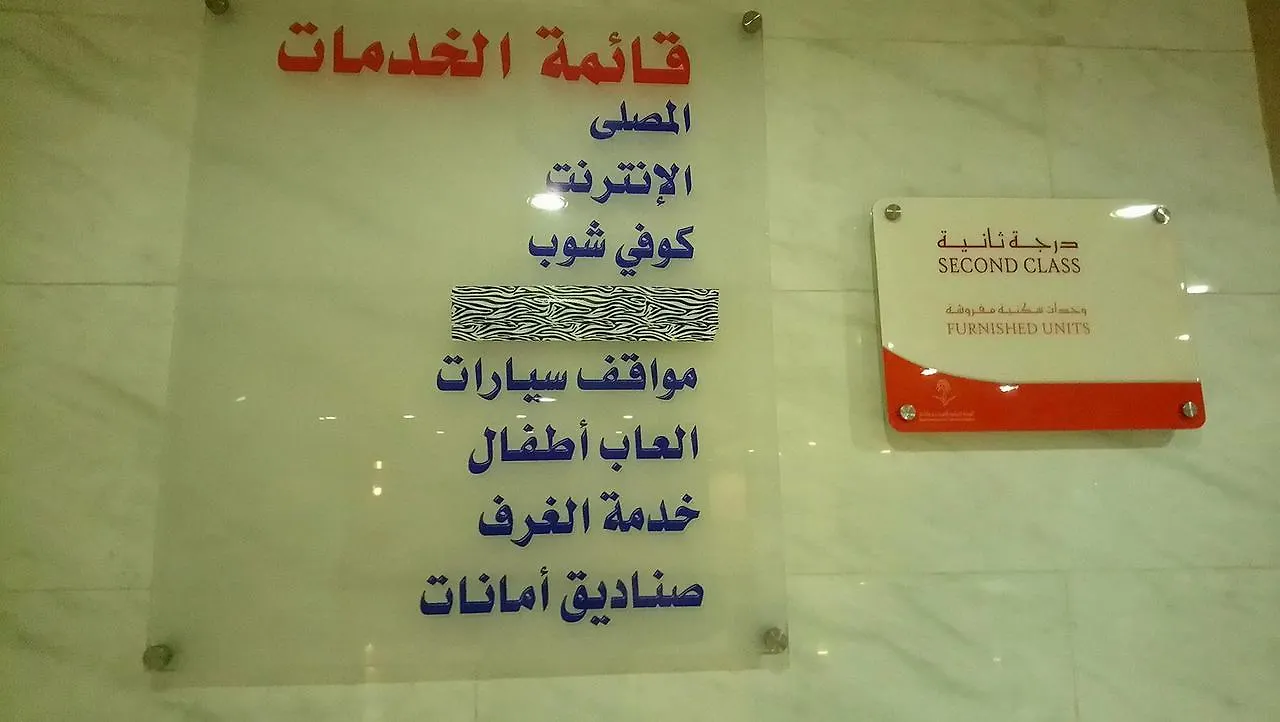 قائمة الخدمات
المصلى
الإنترنت
كوفي شوب
مواقف سيارات
العاب أطفال
خدمة الغرف
صناديق أمانات
درجة ثانية
SECOND CLASS
وحدات سكنية مفروشة
FURNISHED UNITS